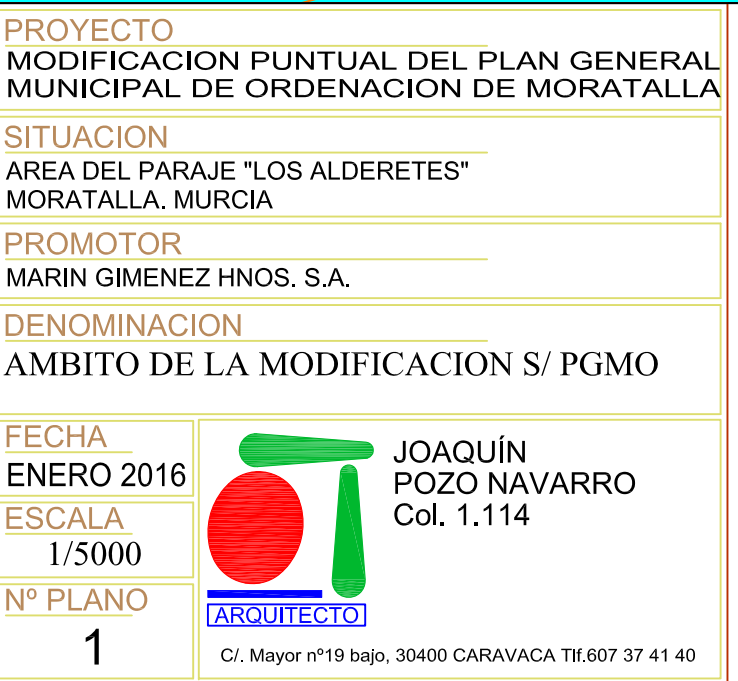 PROYECTO
MODIFICACION PUNTUAL DEL PLAN GENERAL
MUNICIPAL DE ORDENACION DE MORATALLA
SITUACION
AREA DEL PARAJE "LOS ALDERETES"
MORATALLA. MURCIA
PROMOTOR
MARIN GIMENEZ HNOS. S.A.
DENOMINACION
AMBITO DE LA MODIFICACION S/ PGMO
FECHA
ENERO 2016
ESCALA
1/5000
Nº PLANO
1
JOAQUÍN
POZO NAVARRO
Col. 1.114
ARQUITECTO
C/. Mayor nº19 bajo, 30400 CARAVACA Tlf.607 37 41 40